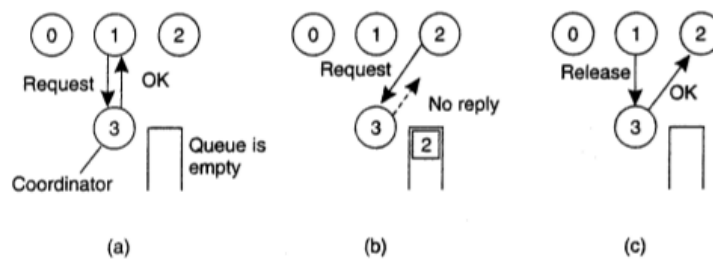 0 1 2
Request
OK
3
Coordinator
Queue is
empty
(a)
0 1 2
Request
No reply
3
2
(b)
0 1 2
Release
OK
3
(c)